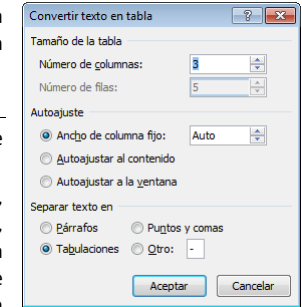 Convertir texto en tabla
Tamaño de la tabla
Número de columnas: 3
Número de filas: 5
Autoajuste
Ancho de columna fijo: Auto
Autoajustar al contenido
Autoajustar a la ventana
Separar texto en
Párrafos Puntos y comas
Tabulaciones Otro: -
Aceptar Cancelar